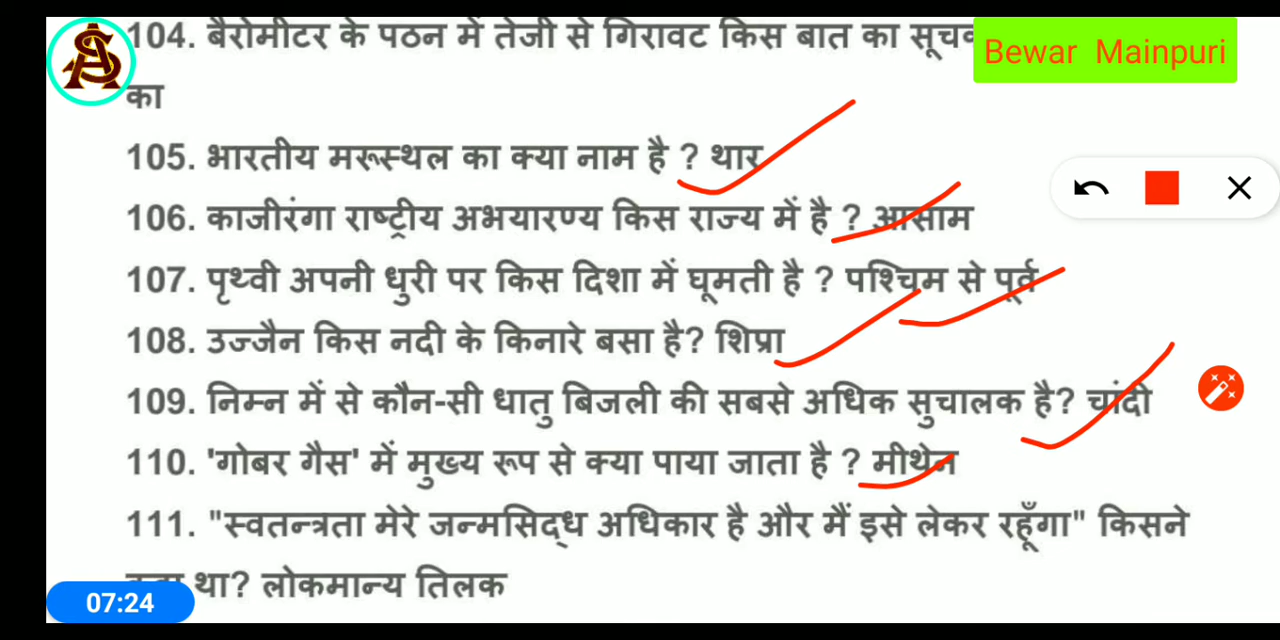 104. बैरोमीटर के पठन में तेजी से गिरावट किस बात का
Bewar Mainpuri
का
105. भारतीय मरूस्थल का क्या नाम है ? थार
106. काजीरंगा राष्ट्रीय अभयारण्य किस राज्य में है ? आसाम
107. पृथ्वी अपनी धुरी पर किस दिशा में घूमती है ? पश्चिम से पूर्व
108. उज्जैन किस नदी के किनारे बसा है? शिप्रा
109. निम्न में से कौन-सी धातु बिजली की सबसे अधिक सुचालक है? चांदी
110. 'गोबर गैस' में मुख्य रूप से क्या पाया जाता है ? मीथेन
111. "स्वतन्त्रता मेरे जन्मसिद्ध अधिकार है और मैं इसे लेकर रहूँगा" किसने
था? लोकमान्य तिलक
07:24